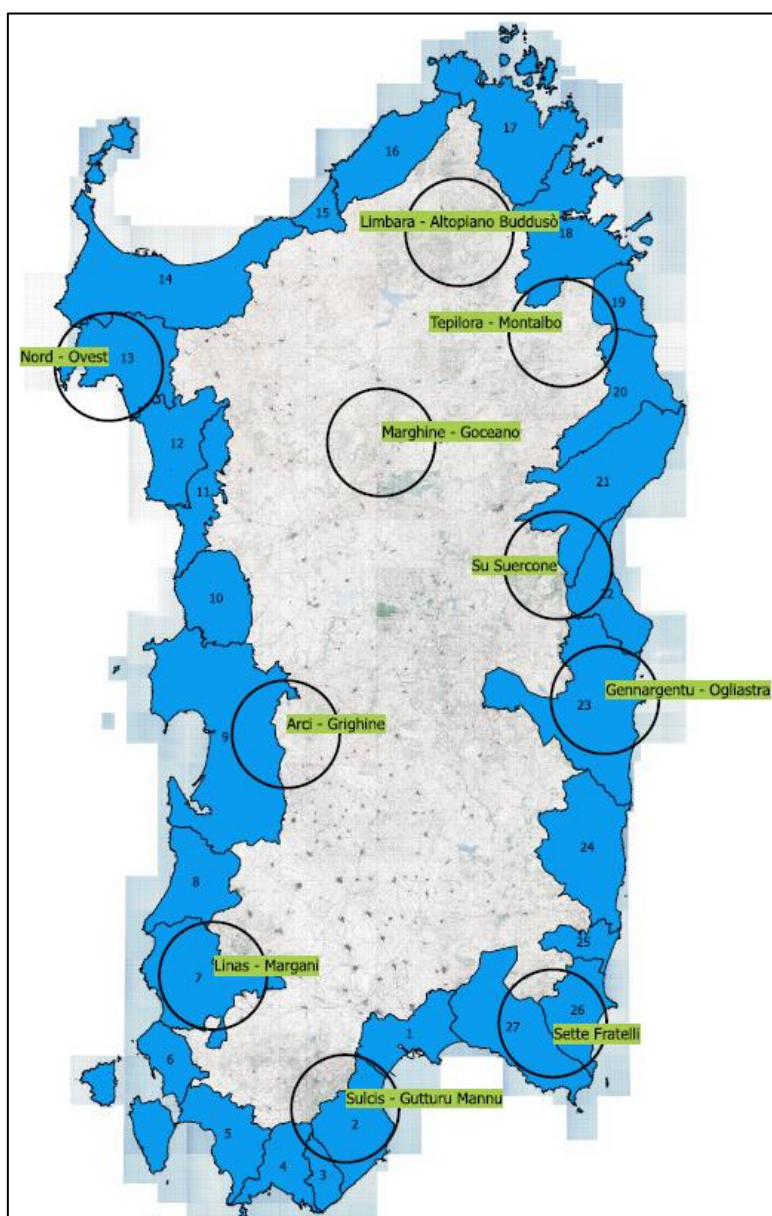 17
16
15
Limbara - Altopiano Buddusò
18
14
19
Tepilora - Montalbo
Nord - Ovest
13
20
Marghine - Goceano
12
11
21
Su Suercone
10
22
Gennargentu - Ogliastra
23
Arci - Grighine
9
24
8
25
Linas - Margani
7
26
27
Sette Fratelli
1
6
Sulcis - Gutturu Mannu
2
5
4
3